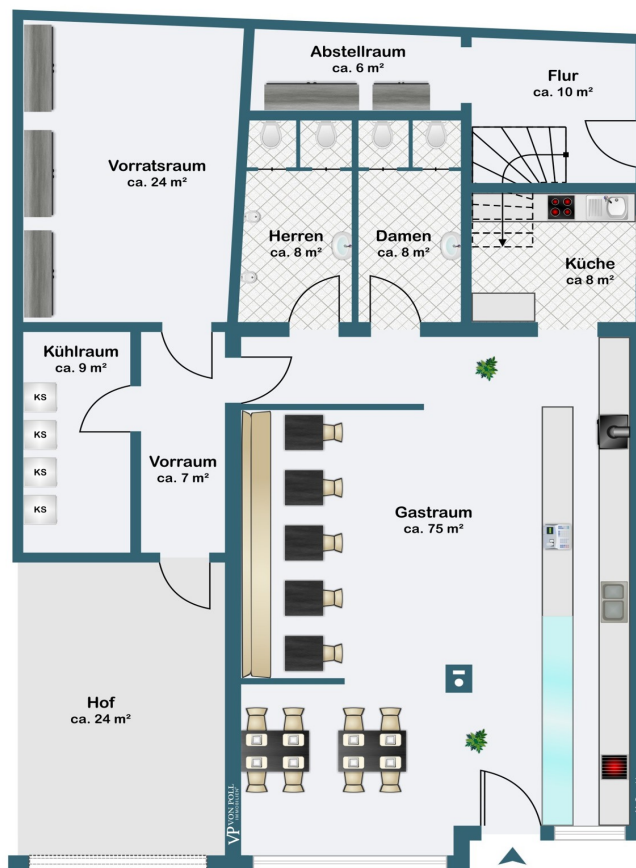 Abstellraum
ca. 6 m²
Flur
ca. 10 m²
Vorratsraum
ca. 24 m²
Herren
ca. 8 m²
Damen
ca. 8 m²
Küche
ca 8 m²
Kühlraum
ca. 9 m²
KS
KS
KS
KS
Vorraum
ca. 7 m²
Gastraum
ca. 75 m²
Hof
ca. 24 m²
VP VON POLL
IMMOBILIEN